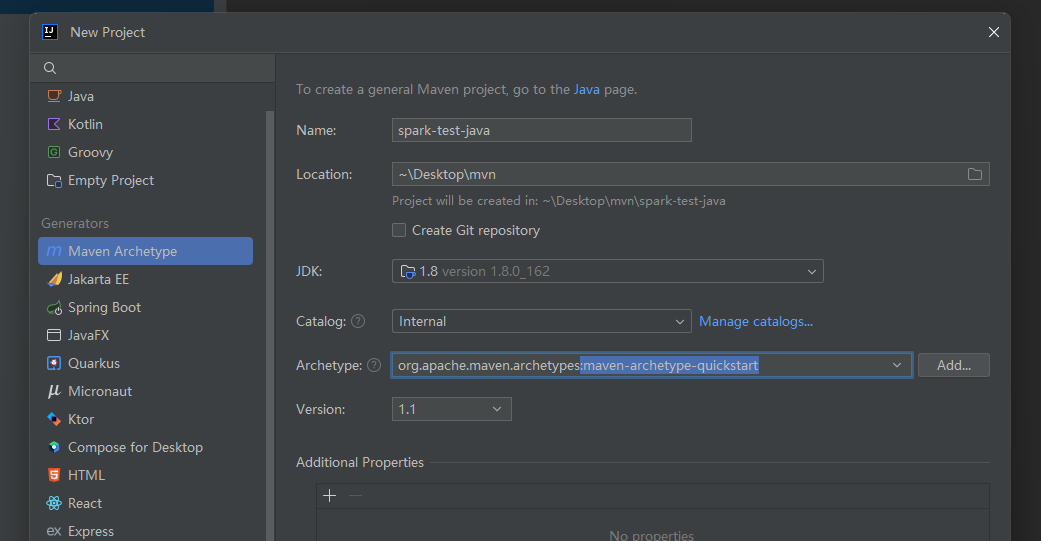 New Project
Java
Kotlin
Groovy
Empty Project
Generators
Maven Archetype
Jakarta EE
Spring Boot
JavaFX
Quarkus
Micronaut
Ktor
Compose for Desktop
HTML
React
ex Express
To create a general Maven project, go to the Java page.
Name: spark-test-java
Location: ~\Desktop\mvn
Project will be created in: ~\Desktop\mvn\spark-test-java
Create Git repository
JDK: 1.8 version 1.8.0_162
Catalog: ? Internal Manage catalogs...
Archetype: ? org.apache.maven.archetypes:maven-archetype-quickstart Add...
Version: 1.1
Additional Properties
No properties